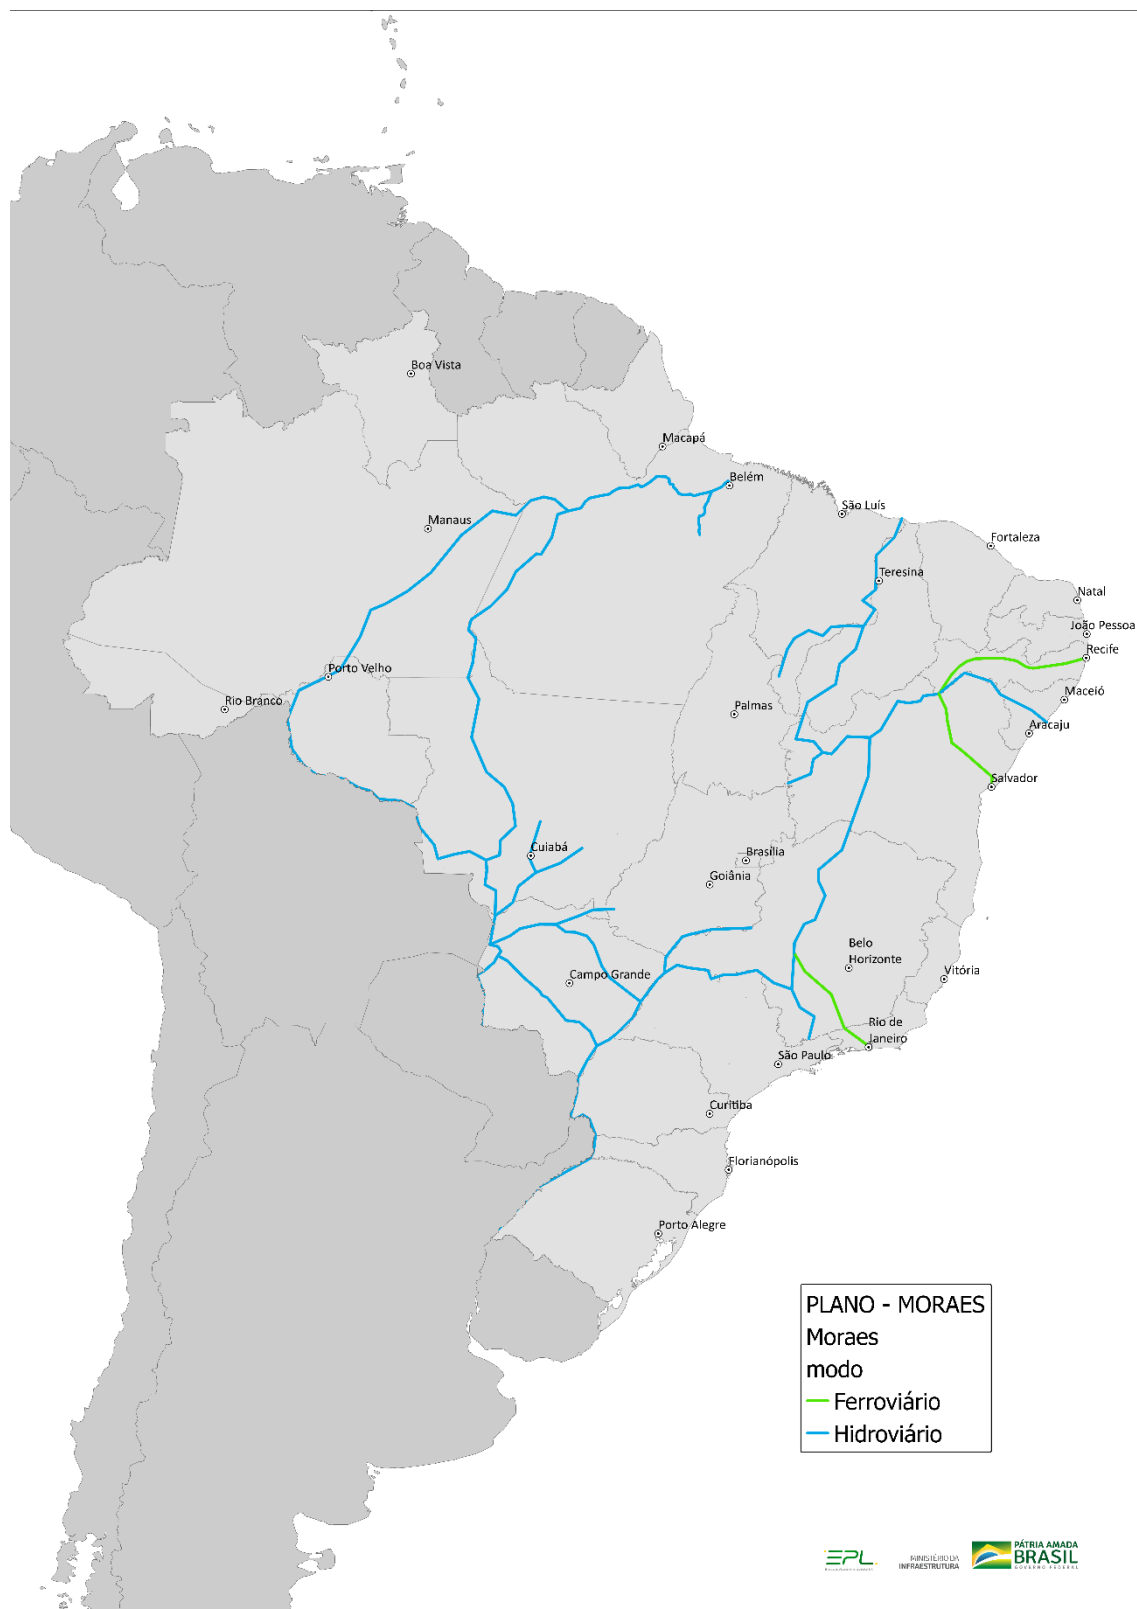 Boa Vista
Macapá
Belém
São Luís
Manaus
Fortaleza
Teresina
Natal
João Pessoa
Recife
Porto Velho
Maceió
Rio Branco
Palmas
Aracaju
Salvador
Cuiabá
Brasília
Goiânia
Belo
Horizonte
Campo Grande
Vitória
Rio de
Janeiro
São Paulo
Curitiba
Florianópolis
Porto Alegre
PLANO - MORAES
Moraes
modo
Ferroviário
Hidroviário
EPL
MINISTÉRIO DA
INFRAESTRUTURA
PÁTRIA AMADA
BRASIL
GOVERNO FEDERAL